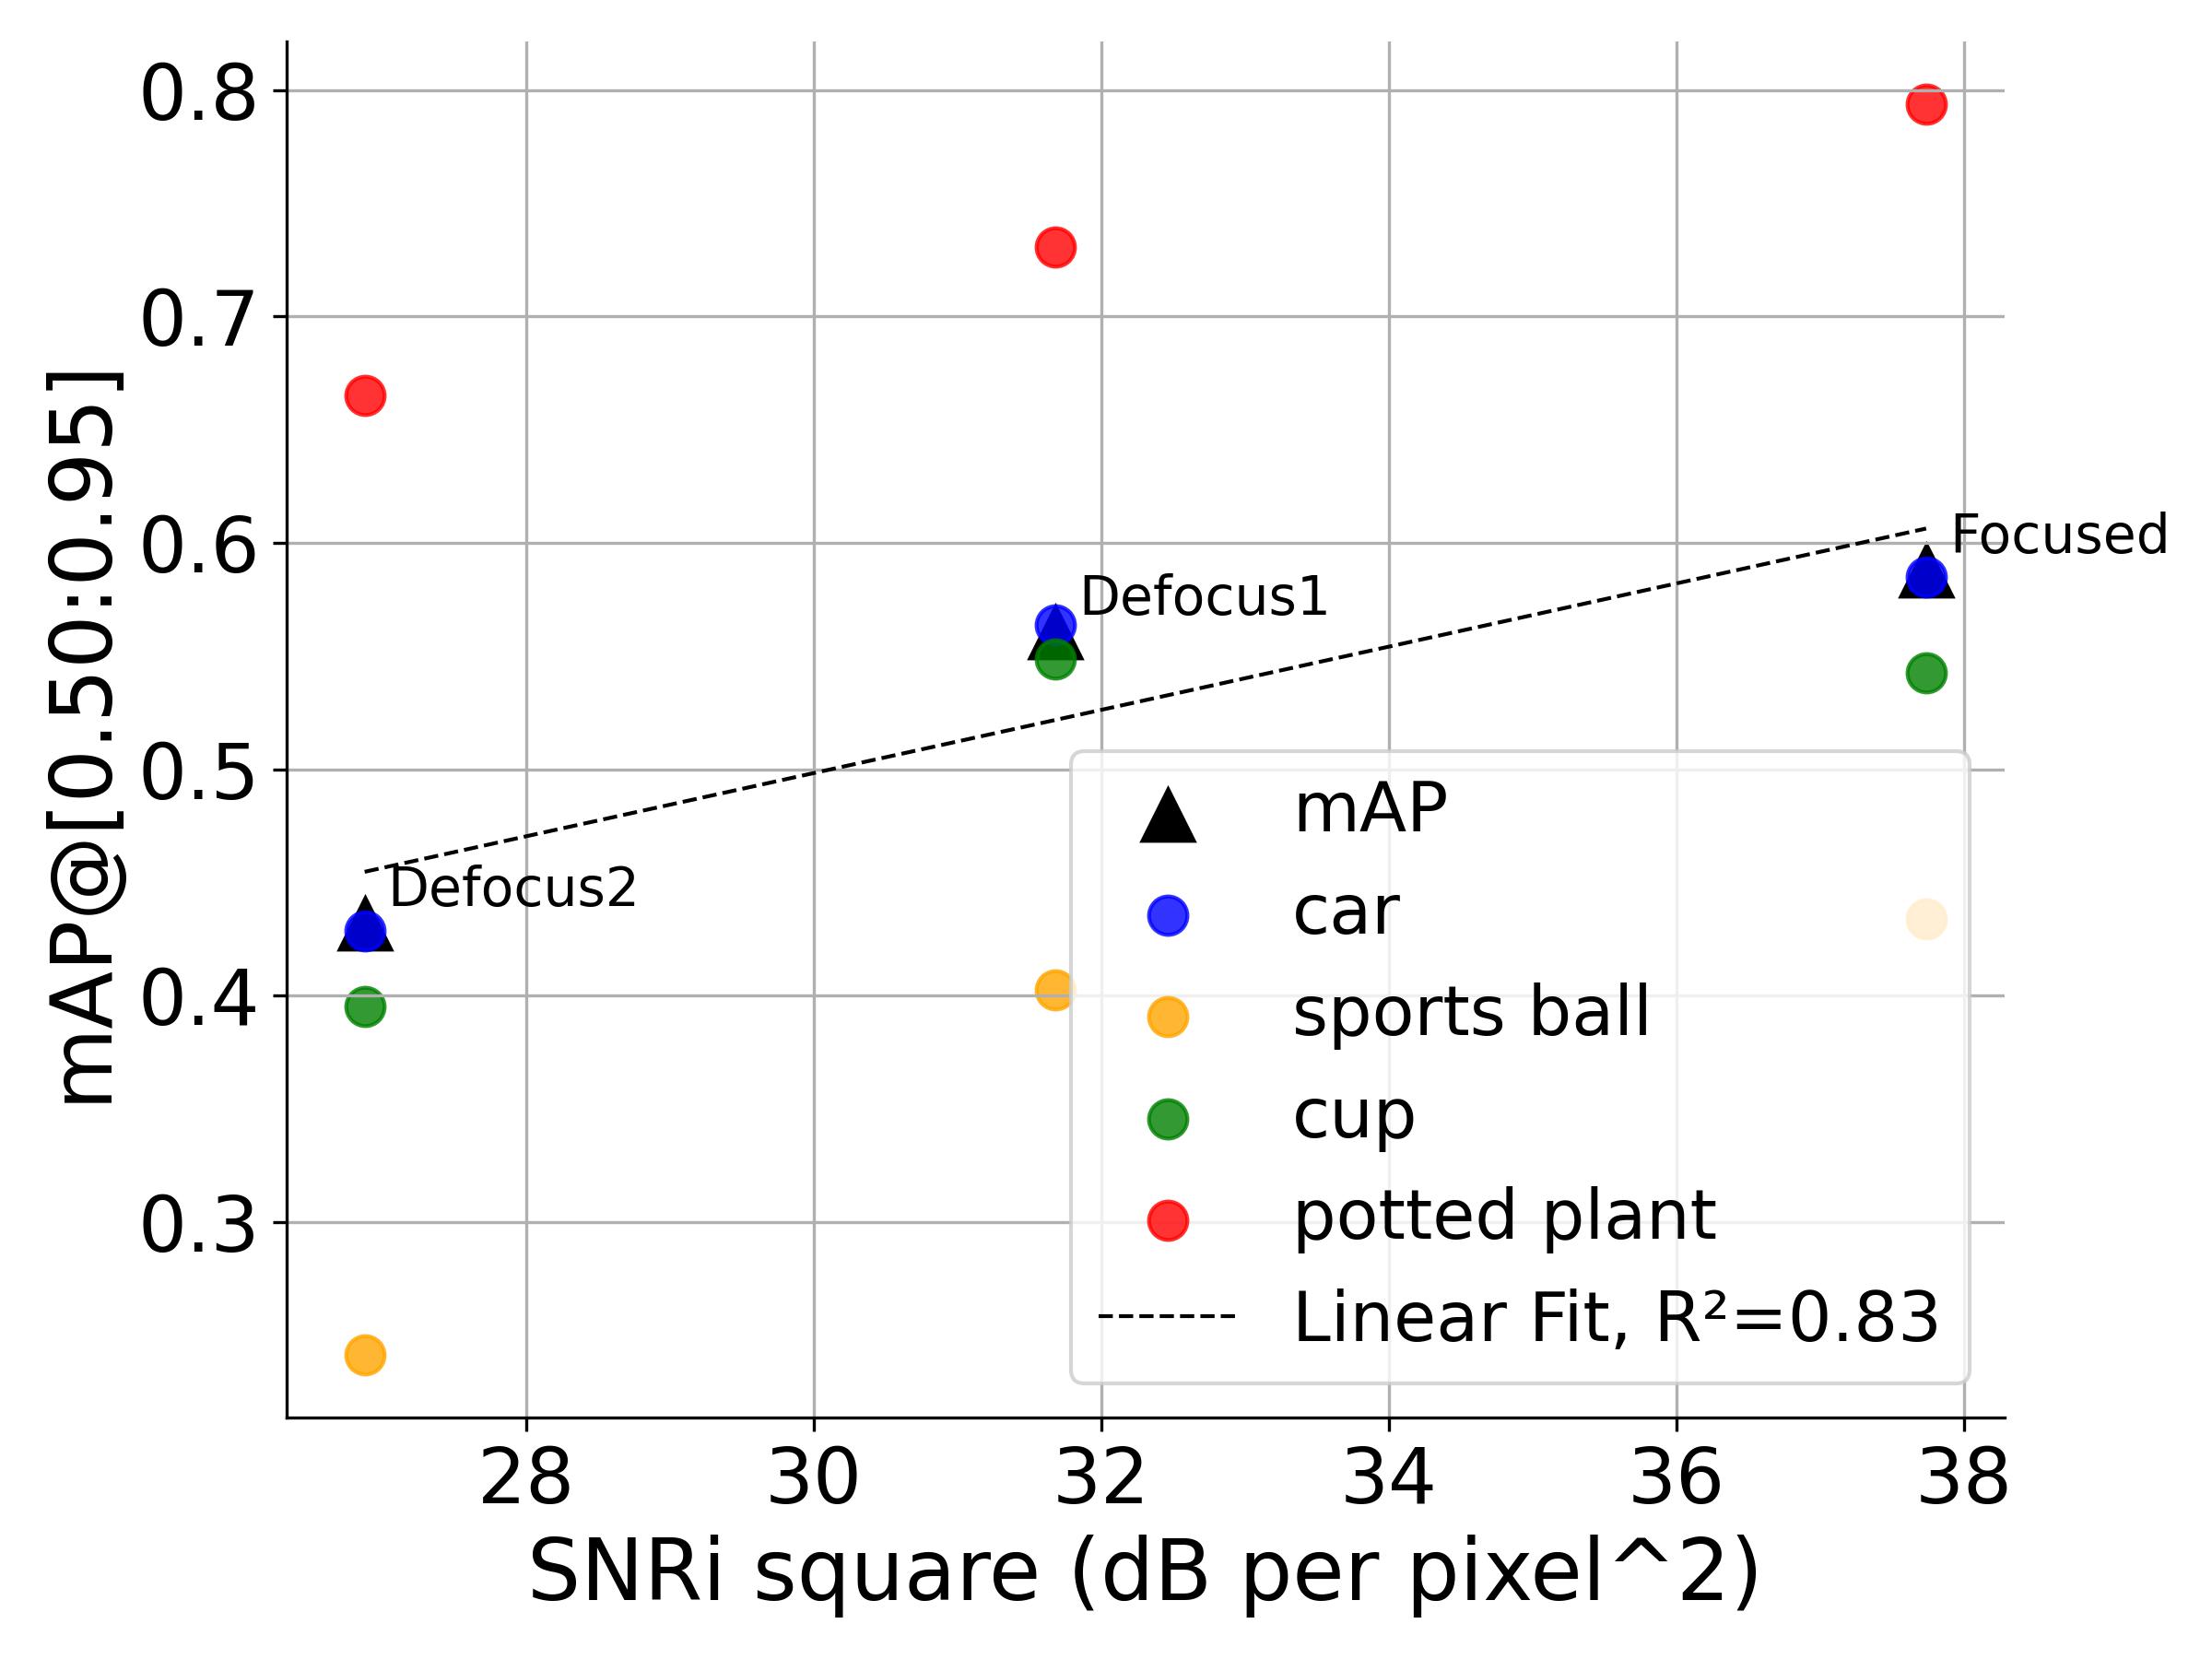 0.8
0.7
0.6
0.5
0.4
0.3
mAP@[0.50:0.95]
Focused
Defocus1
Defocus2
mAP
car
sports ball
cup
potted plant
Linear Fit, R²=0.83
28 30 32 34 36 38
SNRi square (dB per pixel^2)